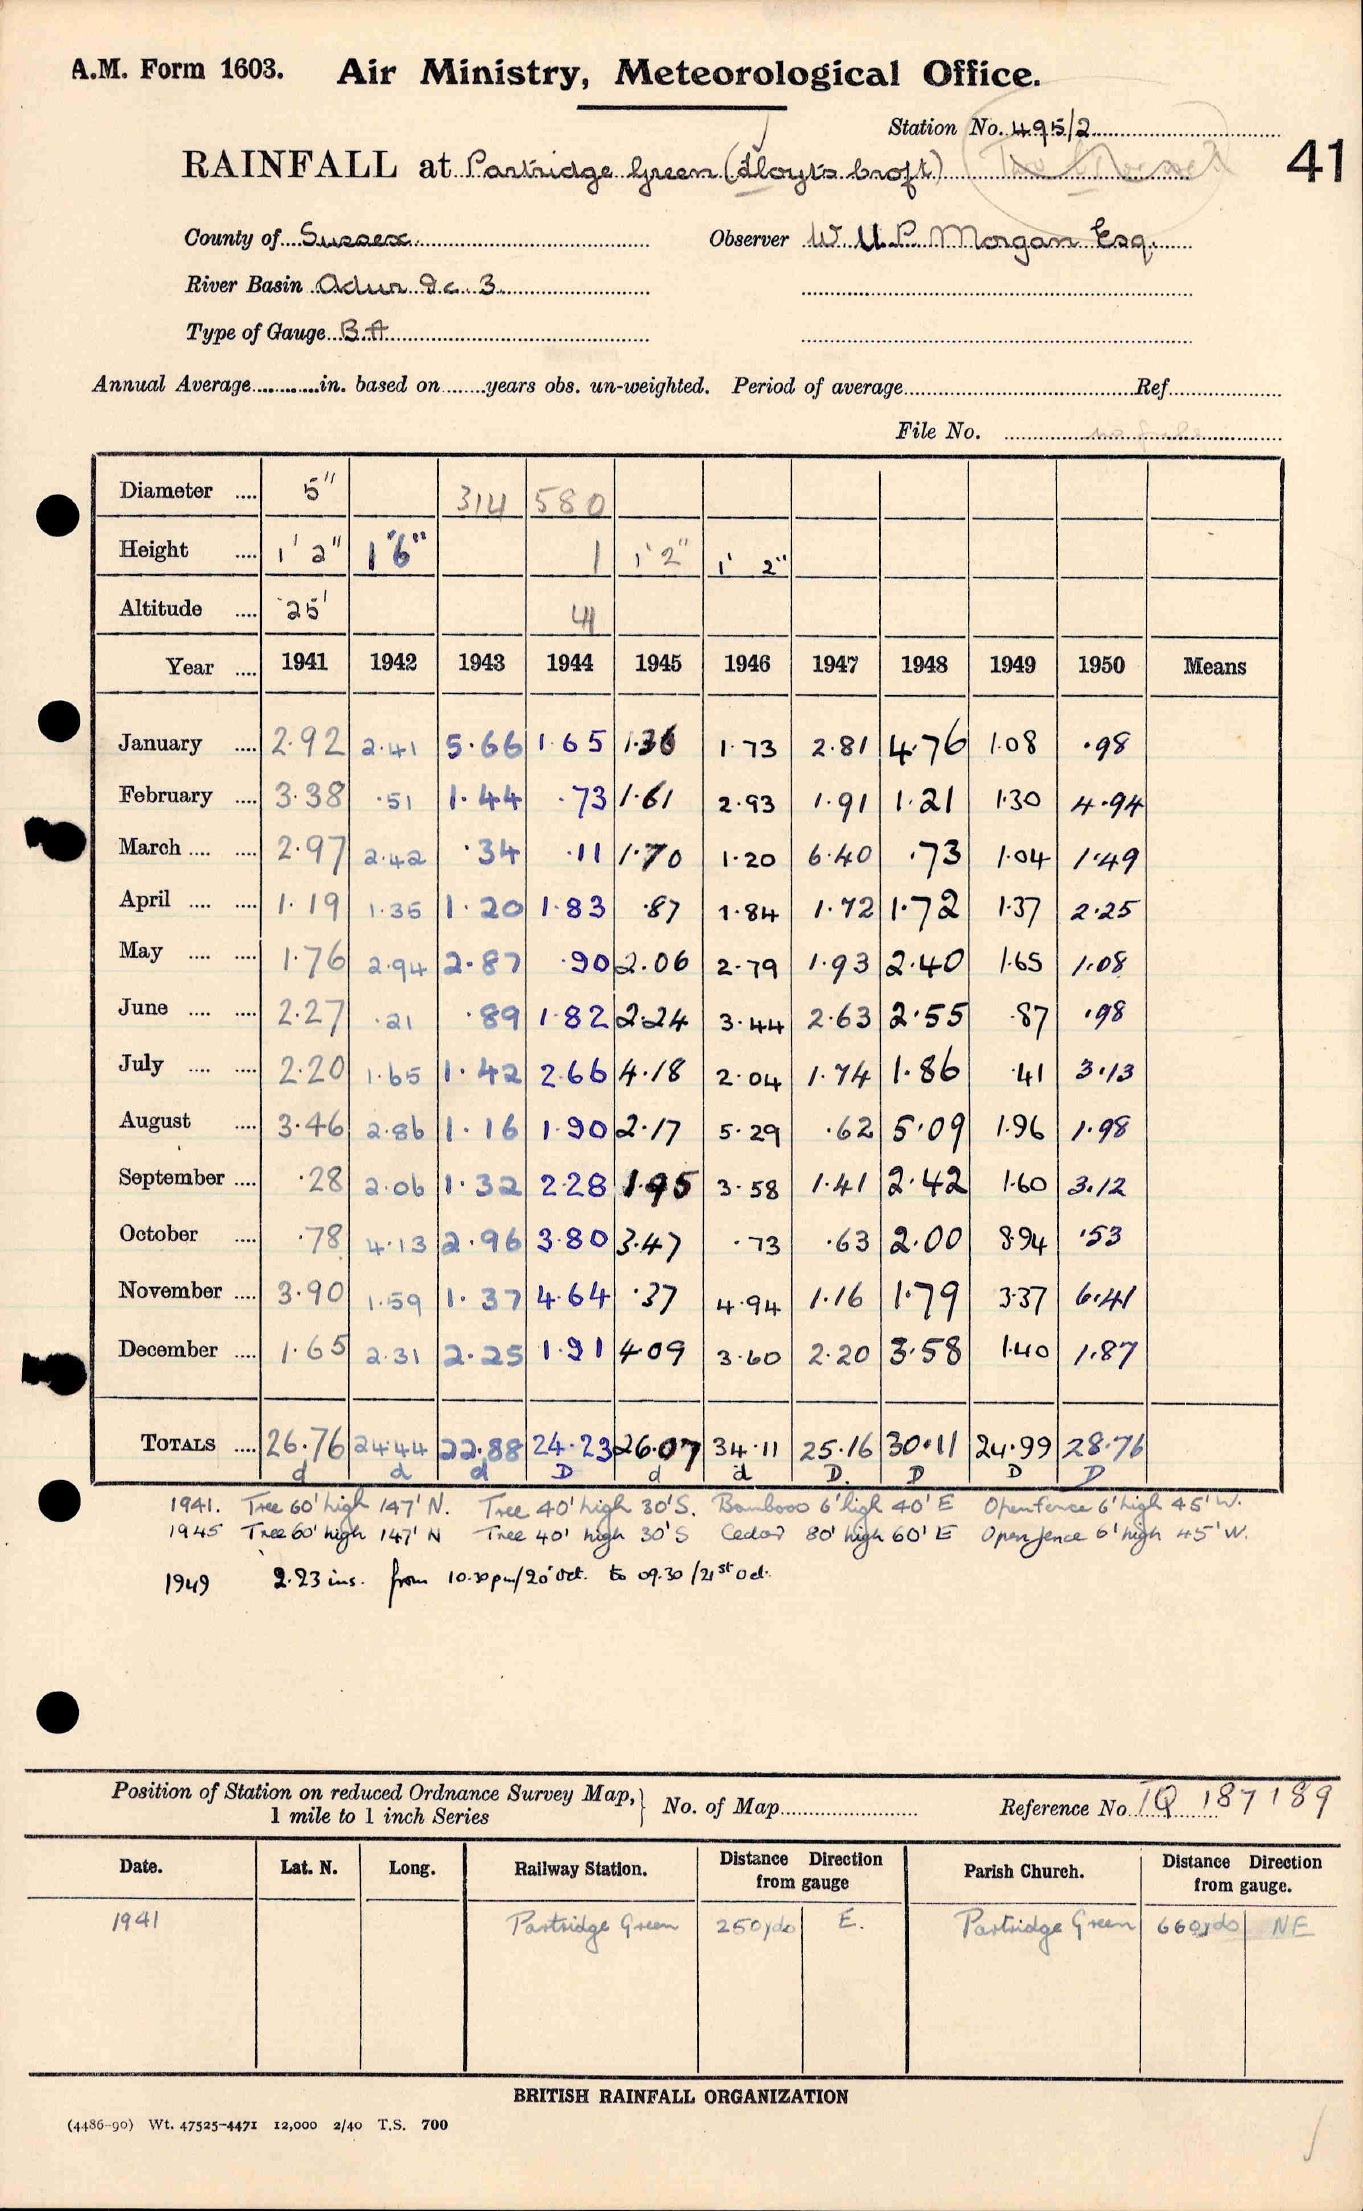 A.M. Form 1603. Air Ministry, Meteorological Office.
Station No. 495/2
RAINFALL at Partridge Green (Floyts Croft)
41
County of Sussex Observer W U.P. Morgan Esq.
River Basin Adur &c. 3
Type of Gauge B A
Annual Average in. based on years obs. un-weighted. Period of average Ref
File No.
Diameter .... 5" 314 580
Height .... 1' 2" 1'6" 1 1' 2" 1' 2"
Altitude .... 25' 41
Year .... 1941 1942 1943 1944 1945 1946 1947 1948 1949 1950 Means
January .... 2.92 2.41 5.66 1.65 1.36 1.73 2.81 4.76 1.08 .98
February .... 3.38 .51 1.44 .73 1.61 2.93 1.91 1.21 1.30 4.94
March .... .... 2.97 2.42 .34 .11 1.70 1.20 6.40 .73 1.04 1.49
April .... .... 1.19 1.35 1.20 1.83 .87 1.84 1.72 1.72 1.37 2.25
May .... .... 1.76 2.94 2.87 .90 2.06 2.79 1.93 2.40 1.65 1.08
June .... .... 2.27 .21 .89 1.82 2.24 3.44 2.63 2.55 .87 .98
July .... .... 2.20 1.65 1.42 2.66 4.18 2.04 1.74 1.86 .41 3.13
August .... 3.46 2.86 1.16 1.90 2.17 5.29 .62 5.09 1.96 1.98
September .... .28 2.06 1.32 2.28 1.95 3.58 1.41 2.42 1.60 3.12
October .... .78 4.13 2.96 3.80 3.47 .73 .63 2.00 8.94 .53
November .... 3.90 1.59 1.37 4.64 .37 4.94 1.16 1.79 3.37 6.41
December .... 1.65 2.31 2.25 1.91 4.09 3.60 2.20 3.58 1.40 1.87
TOTALS .... 26.76 24.44 22.88 24.23 26.07 34.11 25.16 30.11 24.99 28.76
d d d D d d D. D D D
1941. Tree 60' high 147' N. Tree 40' high 30' S. Bamboos 6' high 40' E Open fence 6' high 45' W.
1945 Tree 60' high 147' N Tree 40' high 30' S Cedar 80' high 60' E Open fence 6' high 45' W.
1949 2.23 ins. from 10.30pm/20 Oct. to 09.30/21st Oct.
Position of Station on reduced Ordnance Survey Map, 1 mile to 1 inch Series } No. of Map Reference No. TQ 187189
Date. Lat. N. Long. Railway Station. Distance Direction from gauge Parish Church. Distance Direction from gauge.
1941 Partridge Green 250yds E. Partridge Green 660yds NE
BRITISH RAINFALL ORGANIZATION
(4486-90) Wt. 47525-4471 12,000 2/40 T.S. 700